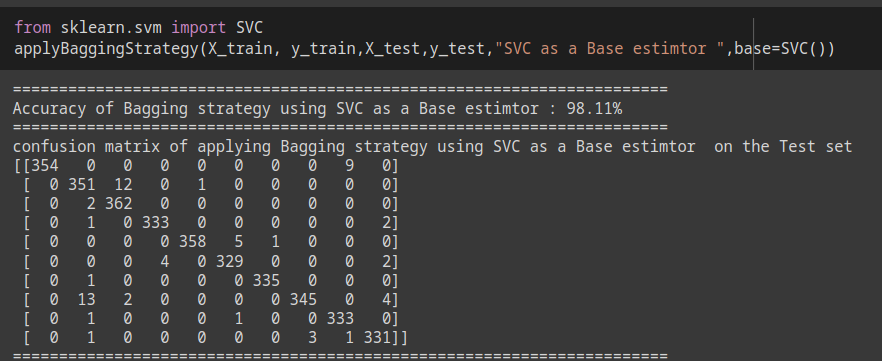 from sklearn.svm import SVC
applyBaggingStrategy(X_train, y_train,X_test,y_test,"SVC as a Base estimtor ",base=SVC())
======================================================================
Accuracy of Bagging strategy using SVC as a Base estimtor : 98.11%
======================================================================
confusion matrix of applying Bagging strategy using SVC as a Base estimtor  on the Test set
[[354   0   0   0   0   0   0   0   9   0]
 [  0 351  12   0   1   0   0   0   0   0]
 [  0   2 362   0   0   0   0   0   0   0]
 [  0   1   0 333   0   0   0   0   0   2]
 [  0   0   0   0 358   5   1   0   0   0]
 [  0   0   0   4   0 329   0   0   0   2]
 [  0   1   0   0   0   0 335   0   0   0]
 [  0  13   2   0   0   0   0 345   0   4]
 [  0   1   0   0   0   1   0   0 333   0]
 [  0   1   0   0   0   0   0   3   1 331]]
======================================================================